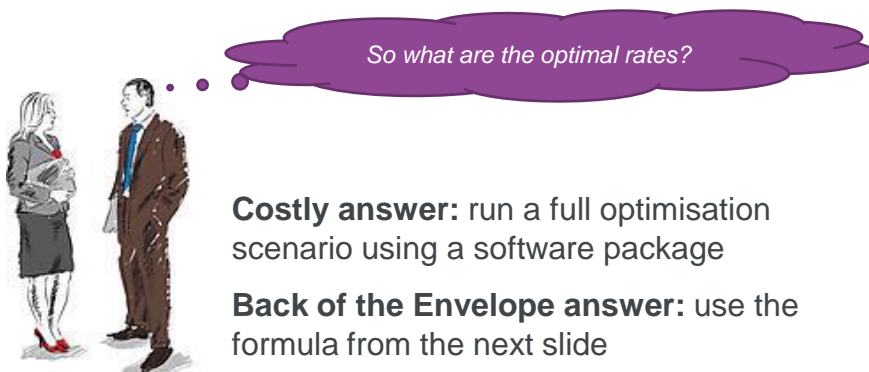 So what are the optimal rates?
Costly answer: run a full optimisation
scenario using a software package
Back of the Envelope answer: use the
formula from the next slide